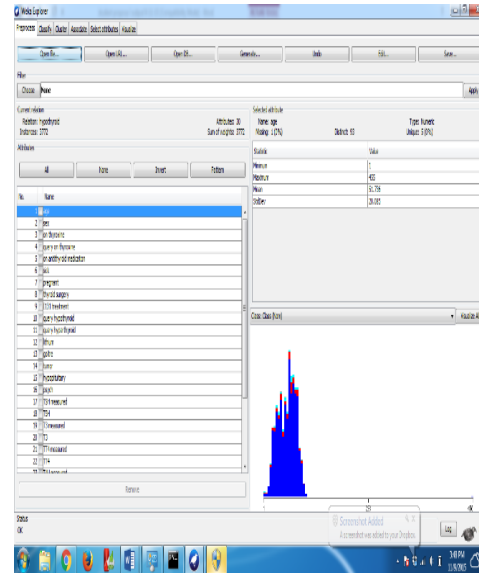 Weka Explorer
Preprocess Classify Cluster Associate Select attributes Visualize
Open file... Open URL... Open DB... Generate... Undo Edit... Save...
Filter
Choose None Apply
Current relation
Relation: hypothyroid Attributes: 30
Instances: 3772 Sum of weights: 3772
Selected attribute
Name: age Type: Numeric
Missing: 1 (0%) Distinct: 93 Unique: 5 (0%)
Statistic Value
Minimum 1
Maximum 455
Mean 51.736
StdDev
Attributes
All None Invert Pattern
No. Name
1 age
2 sex
3 on thyroxine
4 query on thyroxine
5 on antithyroid medication
6 sick
7 pregnant
8 thyroid surgery
9 I131 treatment
10 query hypothyroid
11 query hyperthyroid
12 lithium
13 goitre
14 tumor
15 hypopituitary
16 psych
17 TSH measured
18 TSH
19 T3 measured
20 T3
21 TT4 measured
22 TT4
Remove
Class: Class (Nom) Visualize Al
1
Status
OK
Log
Screenshot Added
A screenshot was added to your Dropbox.
3:48 PM
11/9/2015